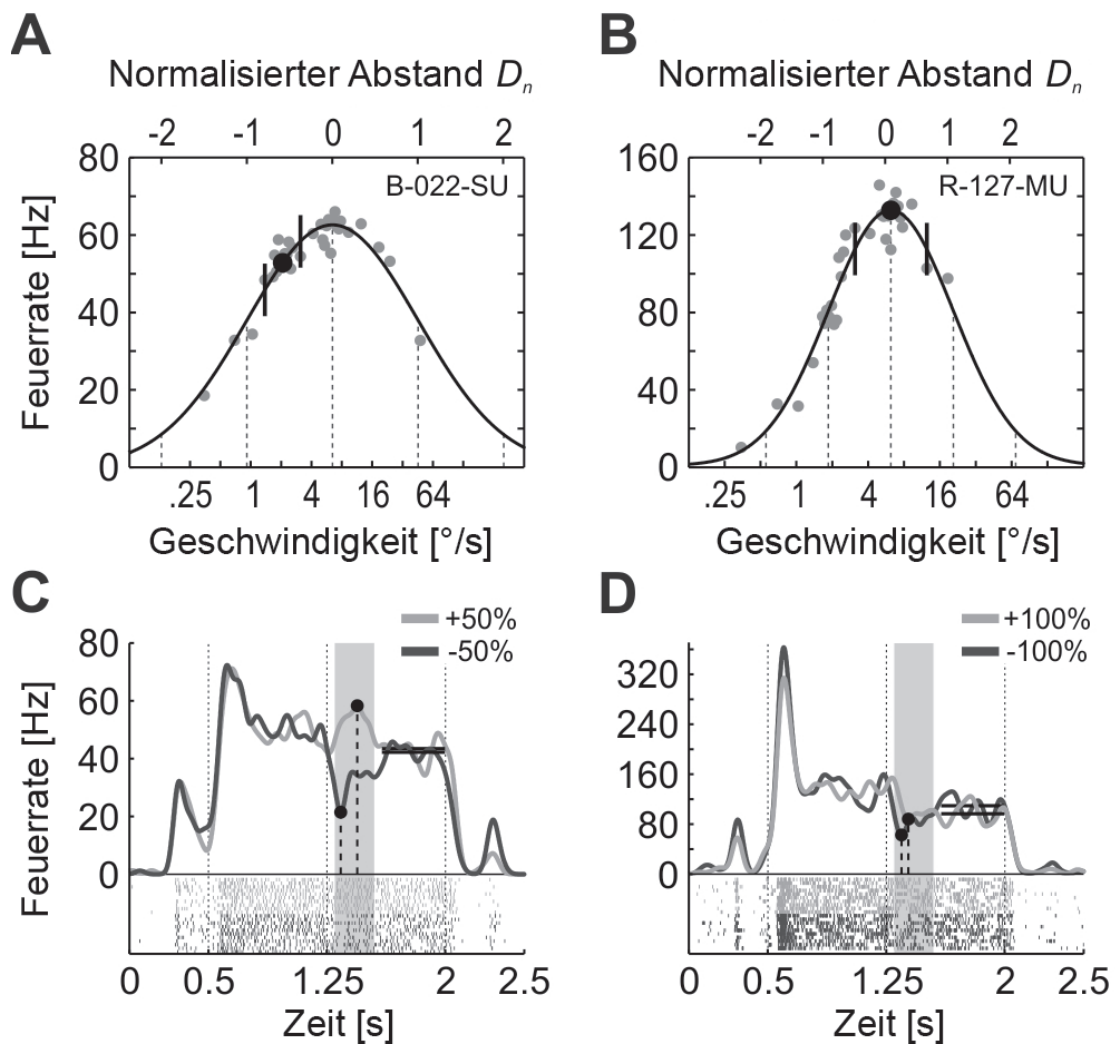 A
Normalisierter Abstand Dn
-2 -1 0 1 2
B-022-SU
80
60
40
20
0
Feuerrate [Hz]
.25 1 4 16 64
Geschwindigkeit [°/s]
B
Normalisierter Abstand Dn
-2 -1 0 1 2
R-127-MU
160
120
80
40
0
.25 1 4 16 64
Geschwindigkeit [°/s]
C
+50%
-50%
80
60
40
20
0
Feuerrate [Hz]
0 0.5 1.25 2 2.5
Zeit [s]
D
+100%
-100%
320
240
160
80
0
0 0.5 1.25 2 2.5
Zeit [s]